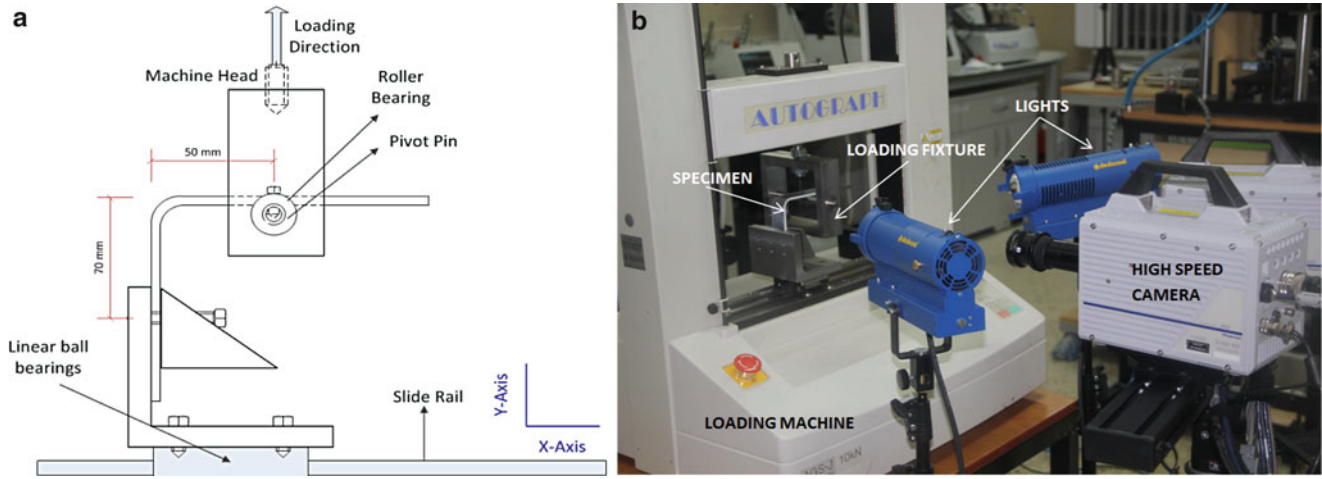 a
Loading
Direction
Machine Head
Roller
Bearing
Pivot Pin
50 mm
70 mm
Linear ball
bearings
Slide Rail
Y-Axis
X-Axis
b
AUTOGRAPH
LIGHTS
LOADING FIXTURE
SPECIMEN
HIGH SPEED
CAMERA
LOADING MACHINE
10kN